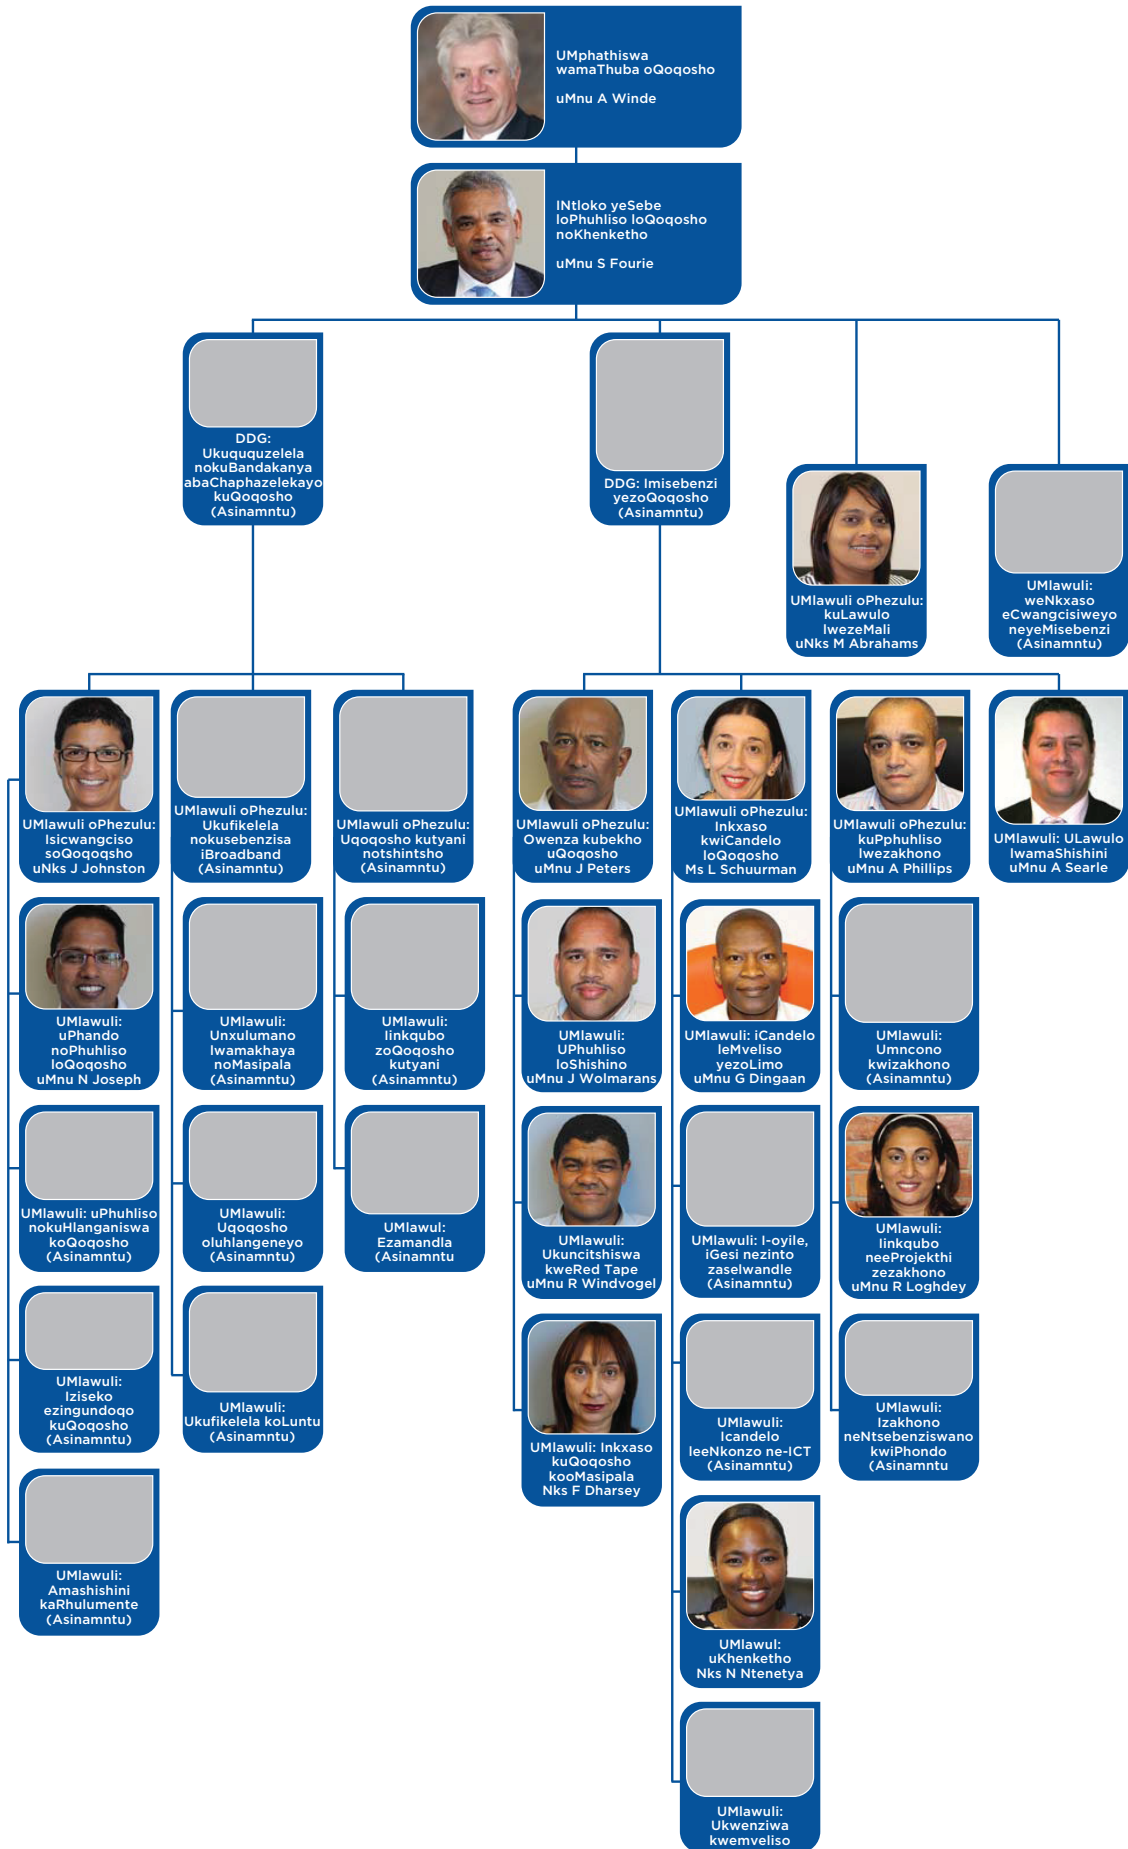 UMphathiswa
wamaThuba oQoqosho
uMnu A Winde
INtloko yeSebe
loPhuhliso loQoqosho
noKhenketho
uMnu S Fourie
DDG:
Ukuququzelela
nokuBandakanya
abaChaphazelekayo
kuQoqosho
(Asinamntu)
DDG: Imisebenzi
yezoQoqosho
(Asinamntu)
UMlawuli oPhezulu:
kuLawulo
lwezeMali
uNks M Abrahams
UMlawuli:
weNkxaso
eCwangcisiweyo
neyeMisebenzi
(Asinamntu)
UMlawuli oPhezulu:
Isicwangciso
soQoqoqsho
uNks J Johnston
UMlawuli oPhezulu:
Ukufikelela
nokusebenzisa
iBroadband
(Asinamntu)
UMlawuli oPhezulu:
Uqoqosho kutyani
notshintsho
(Asinamntu)
UMlawuli oPhezulu:
Owenza kubekho
uQoqosho
uMnu J Peters
UMlawuli oPhezulu:
Inkxaso
kwiCandelo
loQoqosho
Ms L Schuurman
UMlawuli oPhezulu:
kuPphuhliso
lwezakhono
uMnu A Phillips
UMlawuli: ULawulo
lwamaShishini
uMnu A Searle
UMlawuli:
uPhando
noPhuhliso
loQoqosho
uMnu N Joseph
UMlawuli:
Unxulumano
lwamakhaya
noMasipala
(Asinamntu)
UMlawuli:
Iinkqubo
zoQoqosho
kutyani
(Asinamntu)
UMlawuli:
UPhuhliso
loShishino
uMnu J Wolmarans
UMlawuli: iCandelo
leMveliso
yezoLimo
uMnu G Dingaan
UMlawuli:
Umncono
kwizakhono
(Asinamntu)
UMlawuli: uPhuhliso
nokuHlanganiswa
koQoqosho
(Asinamntu)
UMlawuli:
Uqoqosho
oluhlangeneyo
(Asinamntu)
UMlawul:
Ezamandla
(Asinamntu
UMlawuli:
Ukuncitshiswa
kweRed Tape
uMnu R Windvogel
UMlawuli: I-oyile,
iGesi nezinto
zaselwandle
(Asinamntu)
UMlawuli:
Iinkqubo
neeProjekthi
zezakhono
uMnu R Loghdey
UMlawuli:
Iziseko
ezingundoqo
kuQoqosho
(Asinamntu)
UMlawuli:
Ukufikelela koLuntu
(Asinamntu)
UMlawuli: Inkxaso
kuQoqosho
kooMasipala
Nks F Dharsey
UMlawuli:
Icandelo
leeNkonzo ne-ICT
(Asinamntu)
UMlawuli:
Izakhono
neNtsebenziswano
kwiPhondo
(Asinamntu
UMlawuli:
Amashishini
kaRhulumente
(Asinamntu)
UMlawul:
uKhenketho
Nks N Ntenetya
UMlawuli:
Ukwenziwa
kwemveliso